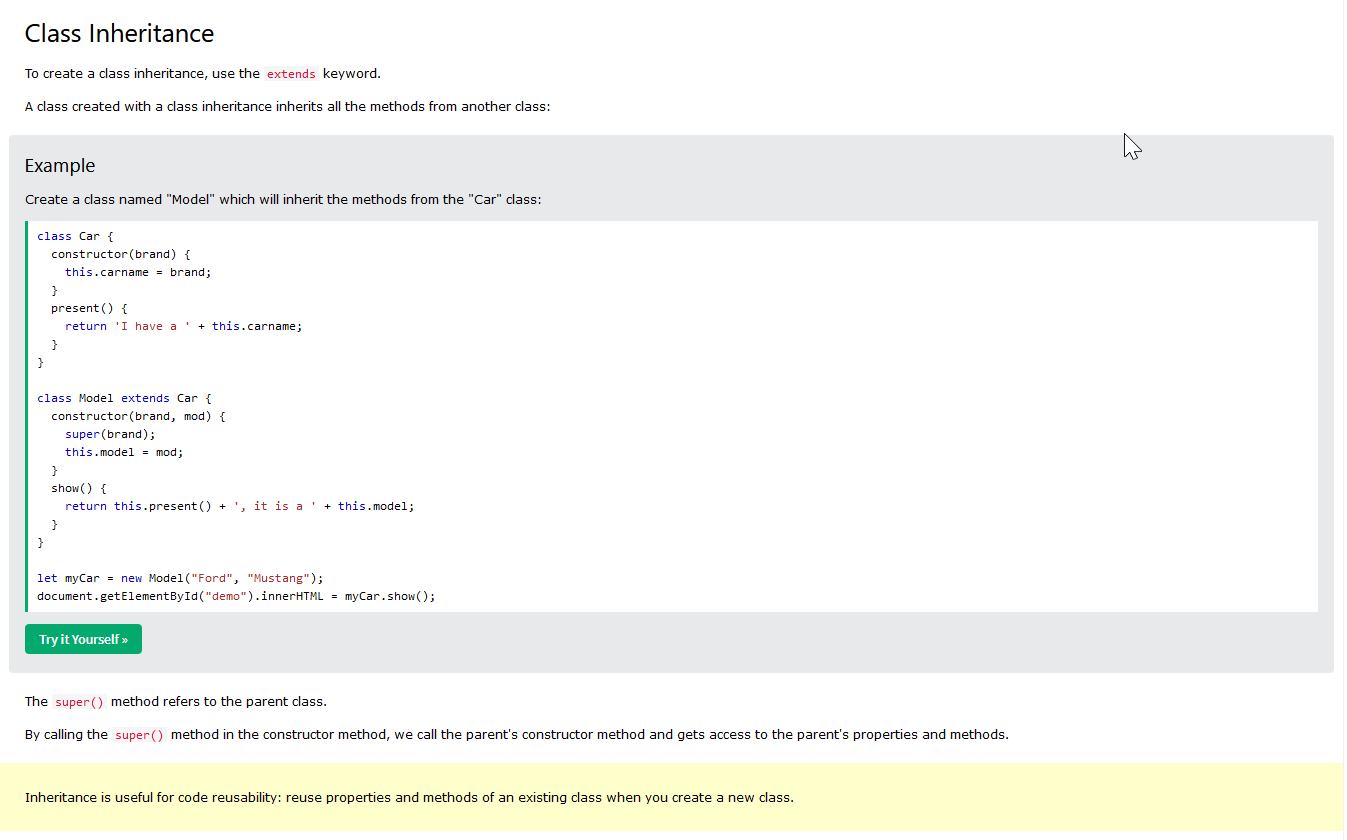 Class Inheritance
To create a class inheritance, use the extends keyword.
A class created with a class inheritance inherits all the methods from another class:
Example
Create a class named "Model" which will inherit the methods from the "Car" class:
class Car {
  constructor(brand) {
    this.carname = brand;
  }
  present() {
    return 'I have a ' + this.carname;
  }
}

class Model extends Car {
  constructor(brand, mod) {
    super(brand);
    this.model = mod;
  }
  show() {
    return this.present() + ', it is a ' + this.model;
  }
}

let myCar = new Model("Ford", "Mustang");
document.getElementById("demo").innerHTML = myCar.show();
Try it Yourself »
The super() method refers to the parent class.
By calling the super() method in the constructor method, we call the parent's constructor method and gets access to the parent's properties and methods.
Inheritance is useful for code reusability: reuse properties and methods of an existing class when you create a new class.